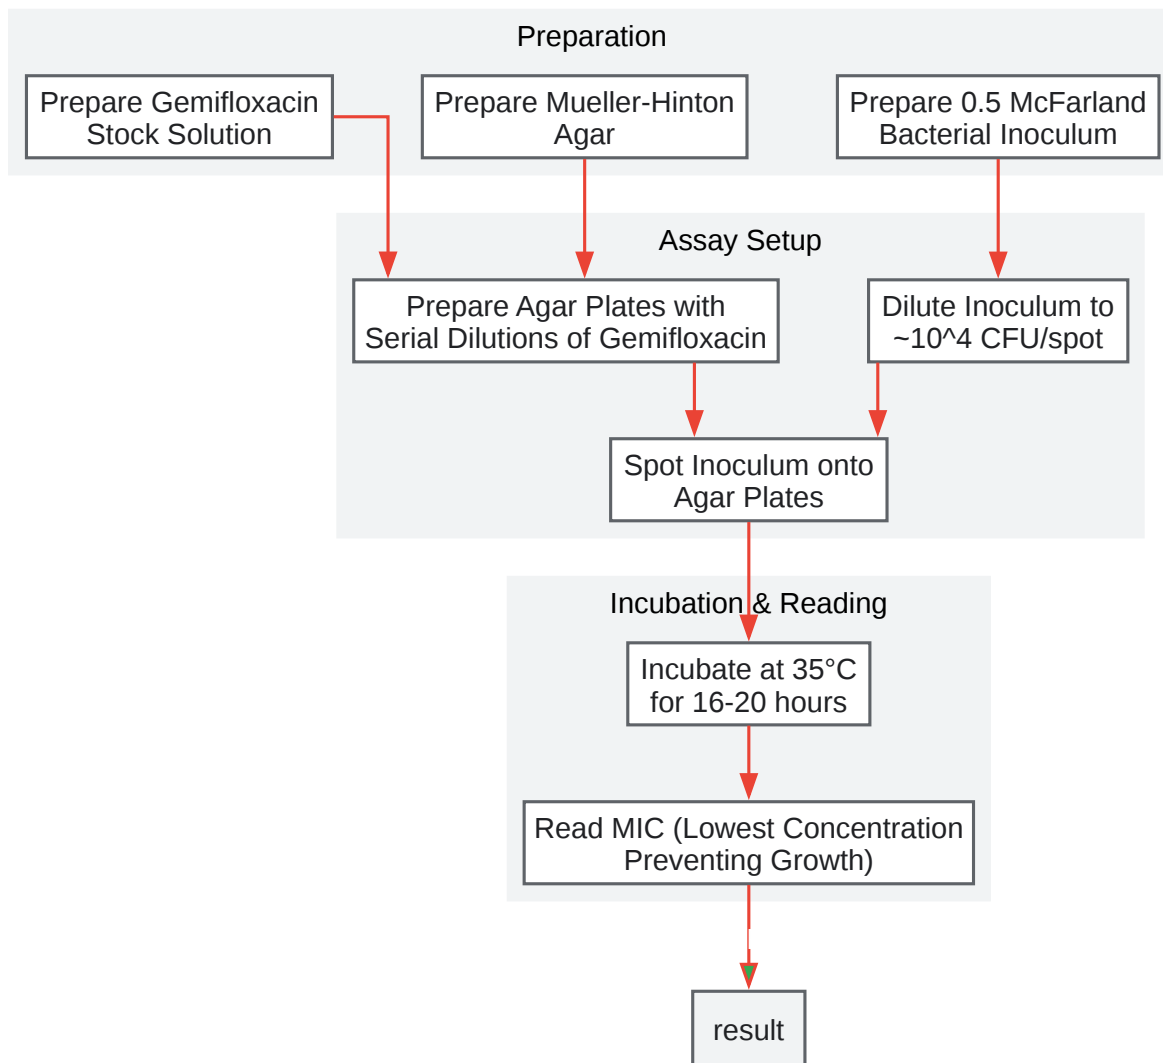 Preparation
Prepare Gemifloxacin
Stock Solution
Prepare Mueller-Hinton
Agar
Prepare 0.5 McFarland
Bacterial Inoculum
Assay Setup
Prepare Agar Plates with
Serial Dilutions of Gemifloxacin
Dilute Inoculum to
~10^4 CFU/spot
Spot Inoculum onto
Agar Plates
Incubation & Reading
Incubate at 35°C
for 16-20 hours
Read MIC (Lowest Concentration
Preventing Growth)
result